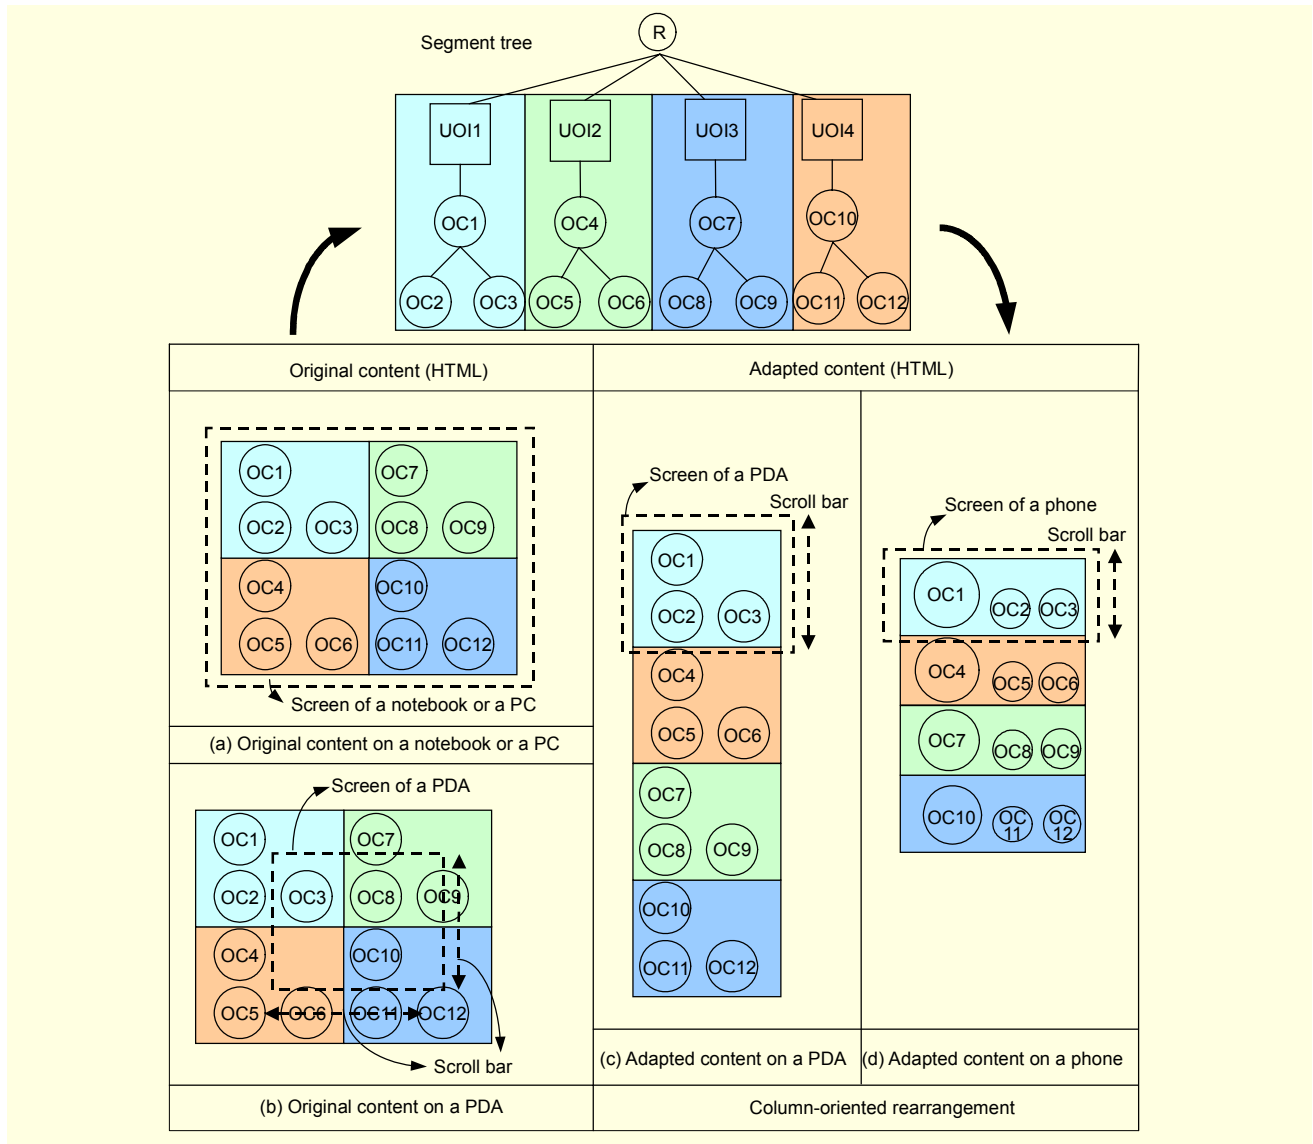 Segment tree
R
UOI1 UOI2 UOI3 UOI4
OC1 OC4 OC7 OC10
OC2 OC3 OC5 OC6 OC8 OC9 OC11 OC12
Original content (HTML)
Adapted content (HTML)
OC1 OC7
OC2 OC3 OC8 OC9
OC4 OC10
OC5 OC6 OC11 OC12
Screen of a notebook or a PC
(a) Original content on a notebook or a PC
Screen of a PDA
OC1 OC7
OC2 OC3 OC8 OC9
OC4 OC10
OC5 OC6 OC11 OC12
Scroll bar
(b) Original content on a PDA
Screen of a PDA
Scroll bar
OC1
OC2 OC3
OC4
OC5 OC6
OC7
OC8 OC9
OC10
OC11 OC12
(c) Adapted content on a PDA
Screen of a phone
Scroll bar
OC1 OC2 OC3
OC4 OC5 OC6
OC7 OC8 OC9
OC10 OC OC
11 12
(d) Adapted content on a phone
Column-oriented rearrangement